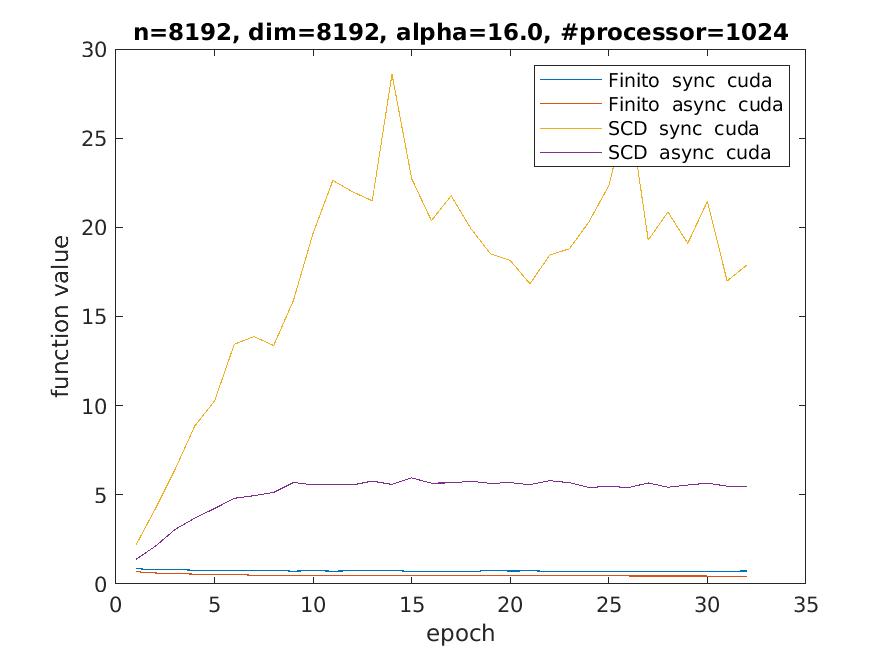 n=8192, dim=8192, alpha=16.0, #processor=1024
30
25
20
15
10
5
0
function value
Finito sync cuda
Finito async cuda
SCD sync cuda
SCD async cuda
0 5 10 15 20 25 30 35
epoch